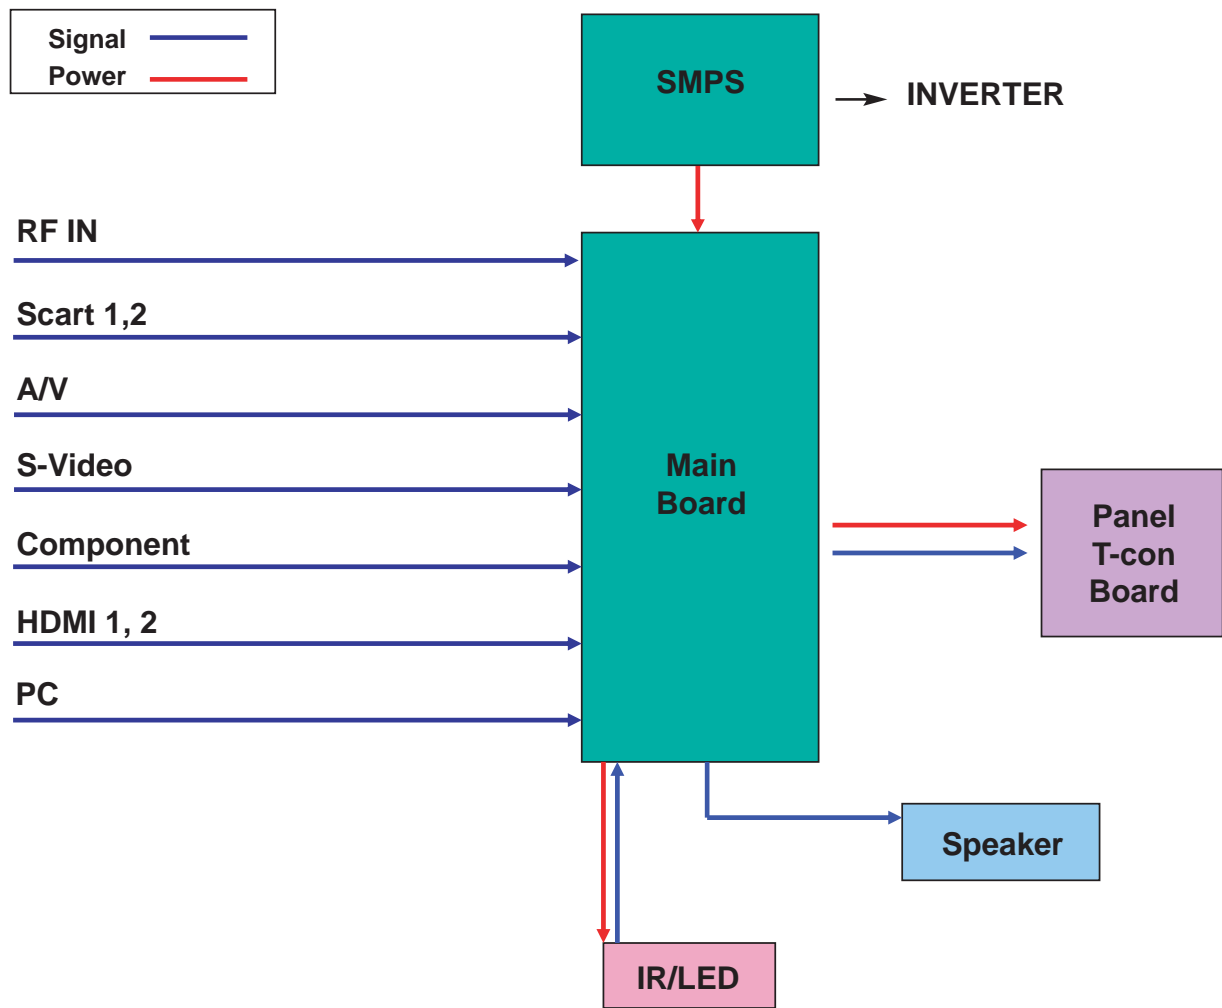 Signal
Power
SMPS
INVERTER
RF IN
Scart 1,2
A/V
S-Video
Component
HDMI 1, 2
PC
Main
Board
Panel
T-con
Board
Speaker
IR/LED